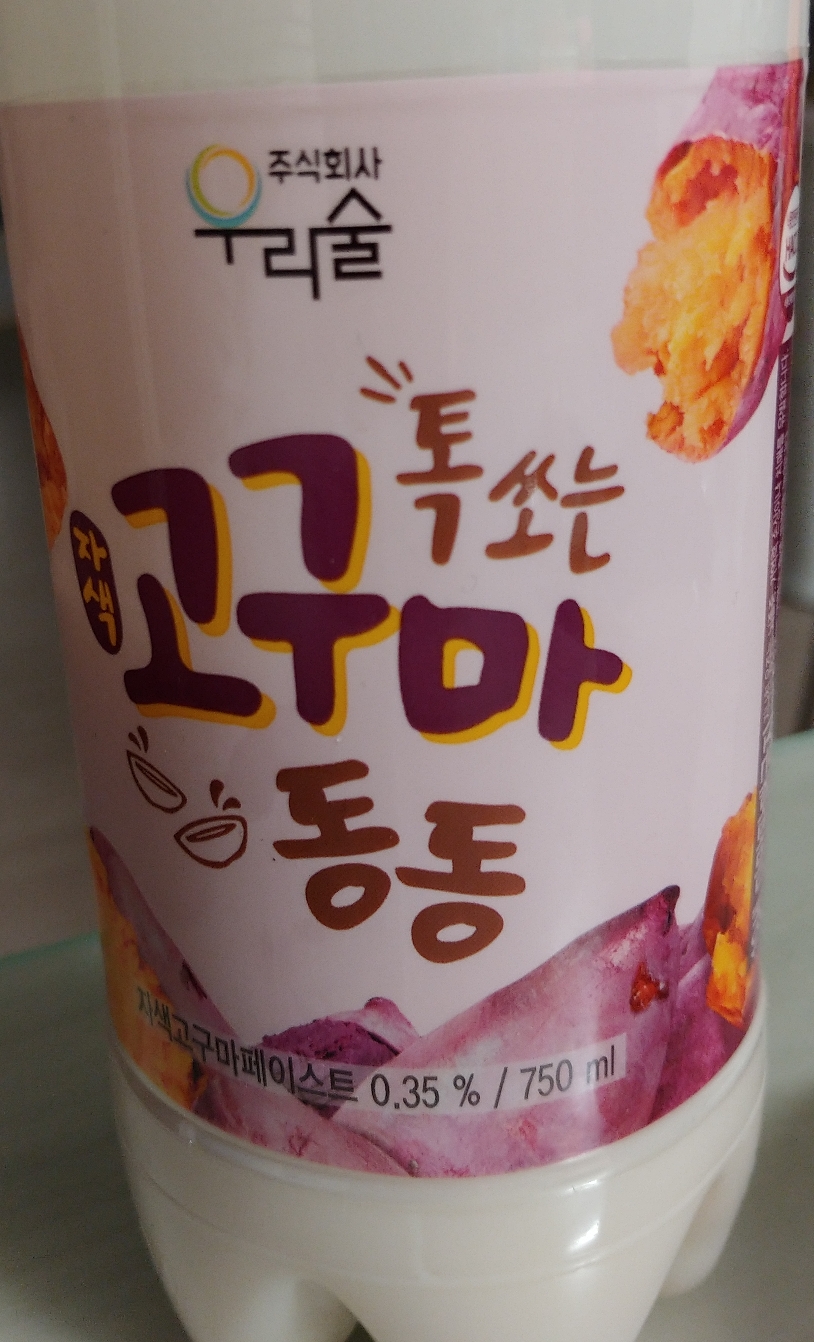 주식회사
우리술
톡 쏘는
자색
고구마
동동
자색고구마페이스트 0.35 % / 750 ml